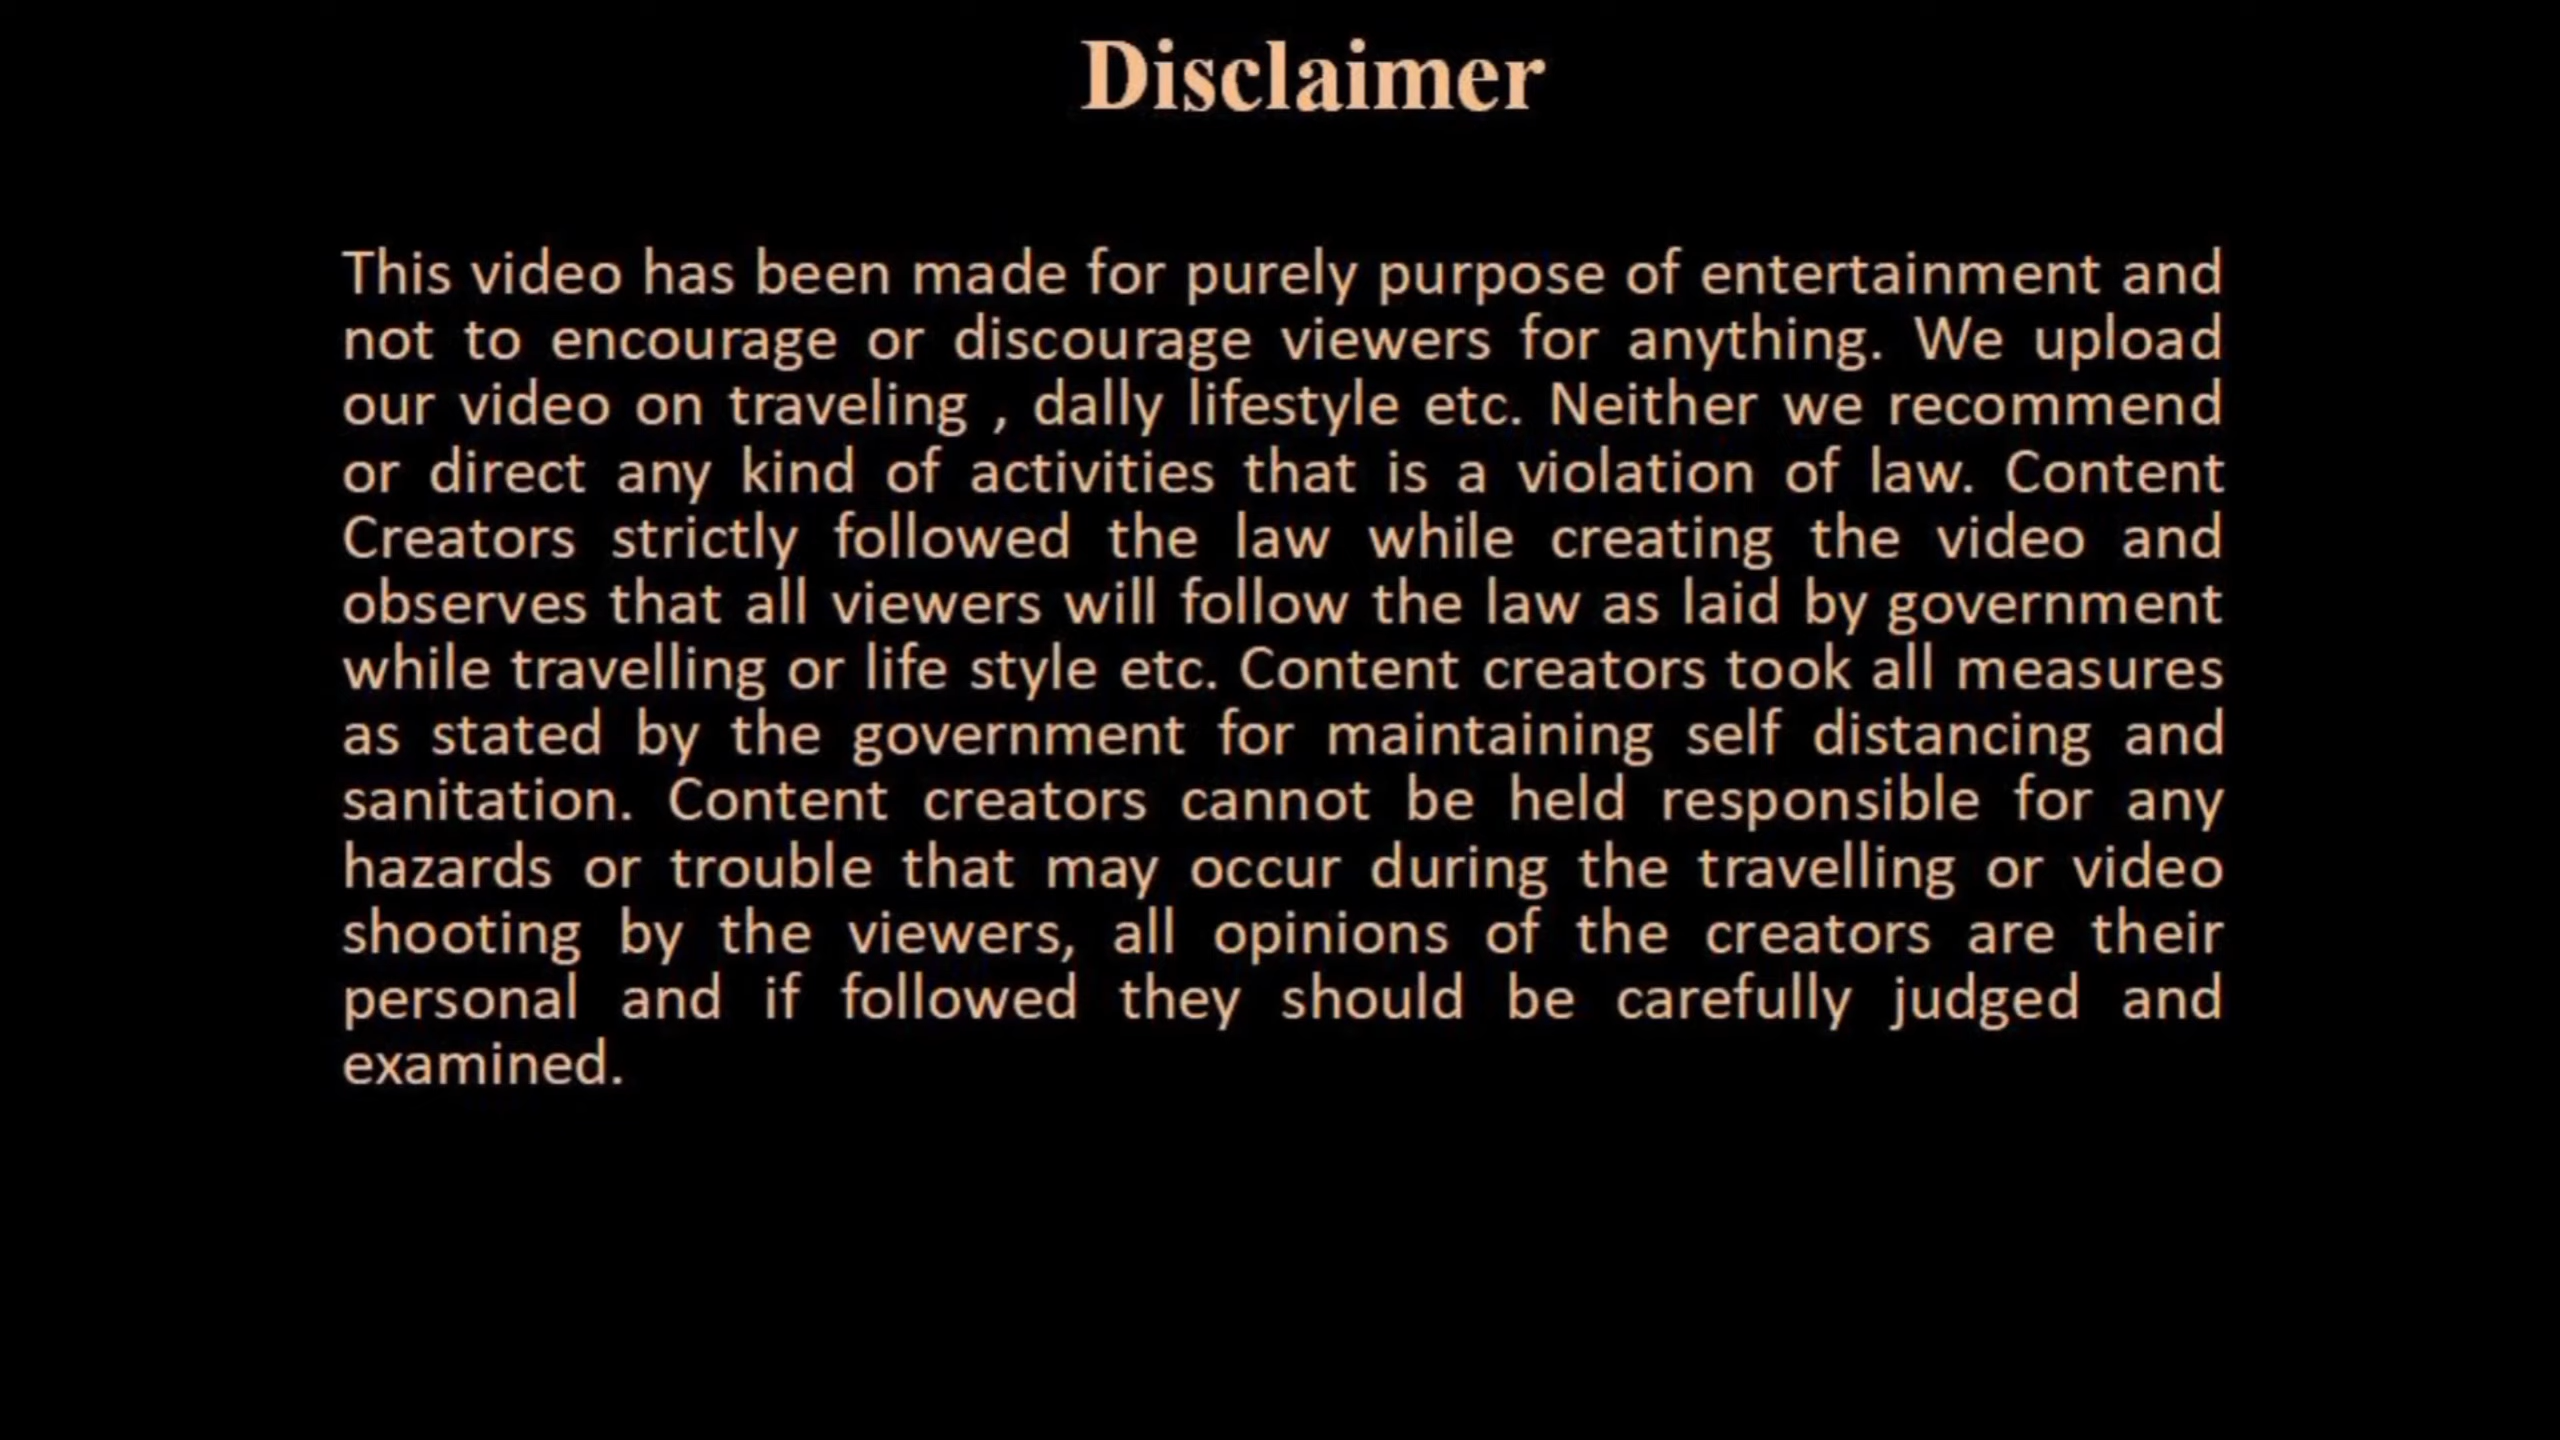 Disclaimer
This video has been made for purely purpose of entertainment and
not to encourage or discourage viewers for anything. We upload
our video on traveling , dally lifestyle etc. Neither we recommend
or direct any kind of activities that is a violation of law. Content
Creators strictly followed the law while creating the video and
observes that all viewers will follow the law as laid by government
while travelling or life style etc. Content creators took all measures
as stated by the government for maintaining self distancing and
sanitation. Content creators cannot be held responsible for any
hazards or trouble that may occur during the travelling or video
shooting by the viewers, all opinions of the creators are their
personal and if followed they should be carefully judged and
examined.